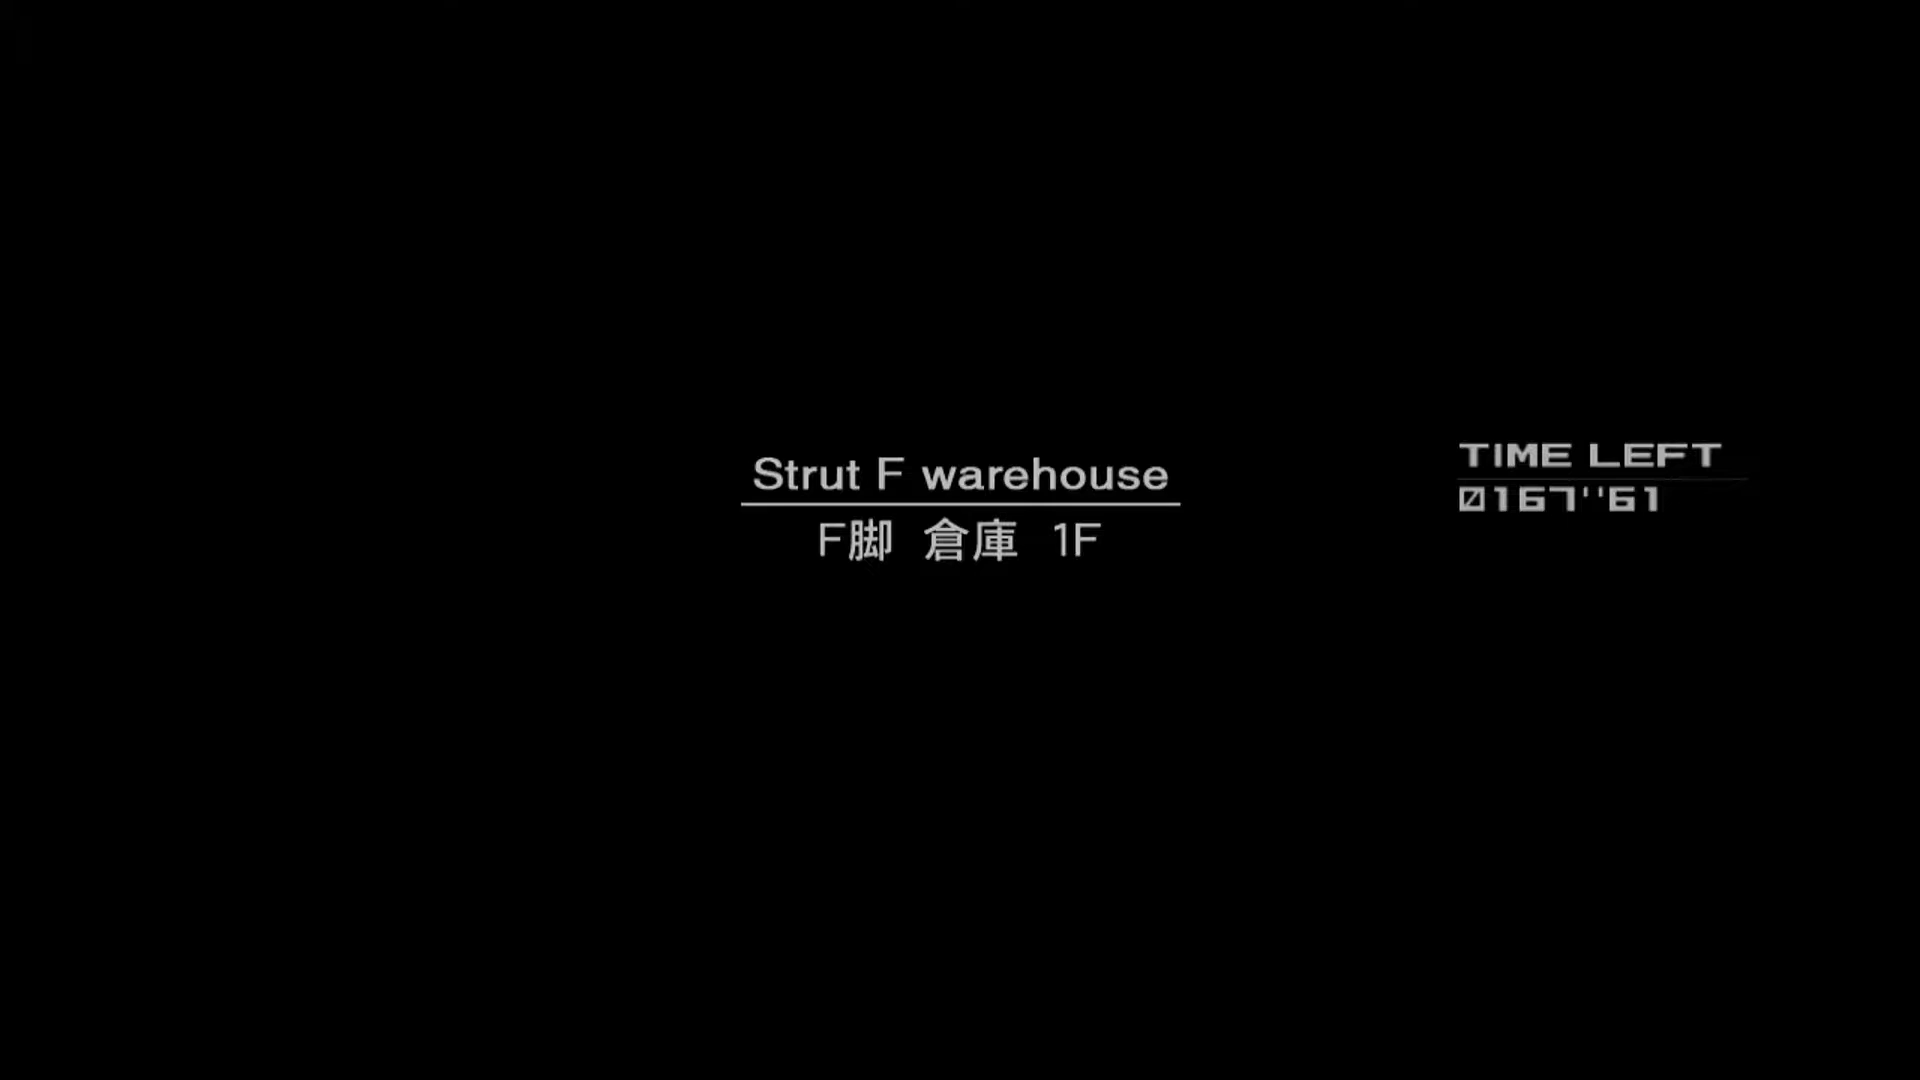 Strut F warehouse
F脚 倉庫 1F
TIME LEFT
0167''61